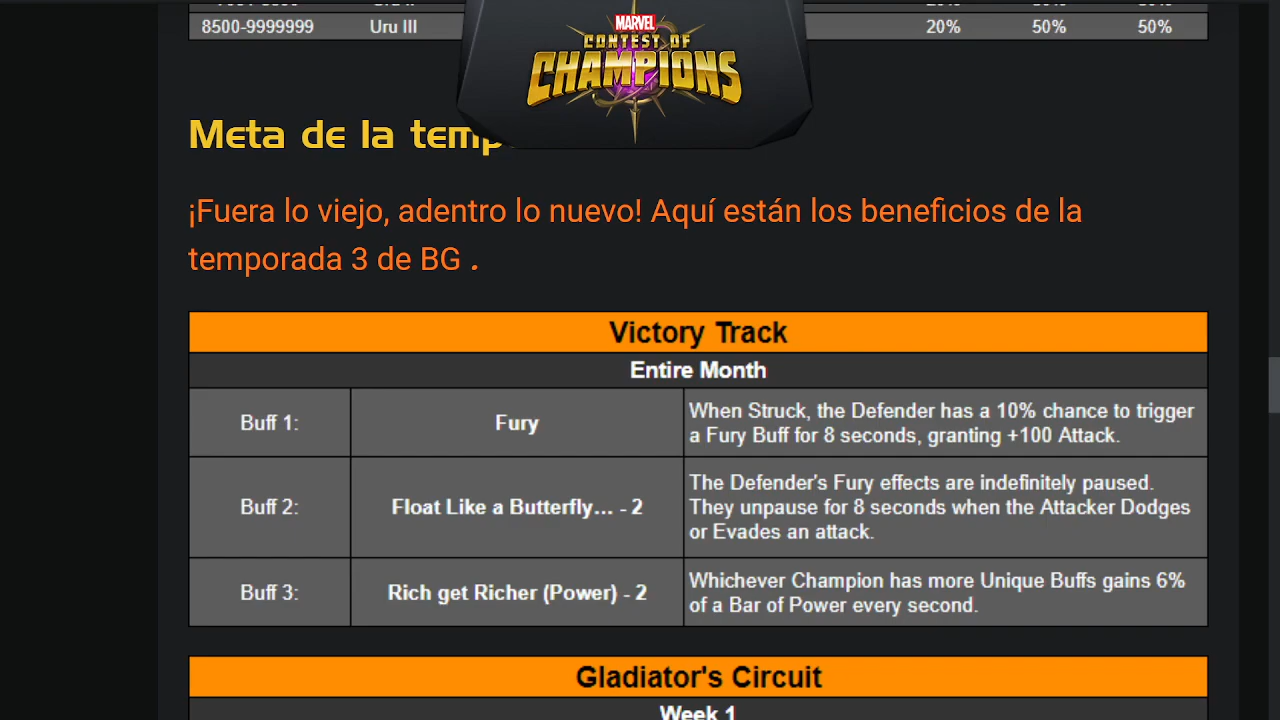 8500-9999999 Uru III 20% 50% 50%
MARVEL
CONTEST OF
CHAMPIONS
Meta de la temp
¡Fuera lo viejo, adentro lo nuevo! Aquí están los beneficios de la
temporada 3 de BG .
Victory Track
Entire Month
Buff 1:
Fury
When Struck, the Defender has a 10% chance to trigger
a Fury Buff for 8 seconds, granting +100 Attack.
Buff 2:
Float Like a Butterfly... - 2
The Defender's Fury effects are indefinitely paused.
They unpause for 8 seconds when the Attacker Dodges
or Evades an attack.
Buff 3:
Rich get Richer (Power) - 2
Whichever Champion has more Unique Buffs gains 6%
of a Bar of Power every second.
Gladiator's Circuit
Week 1